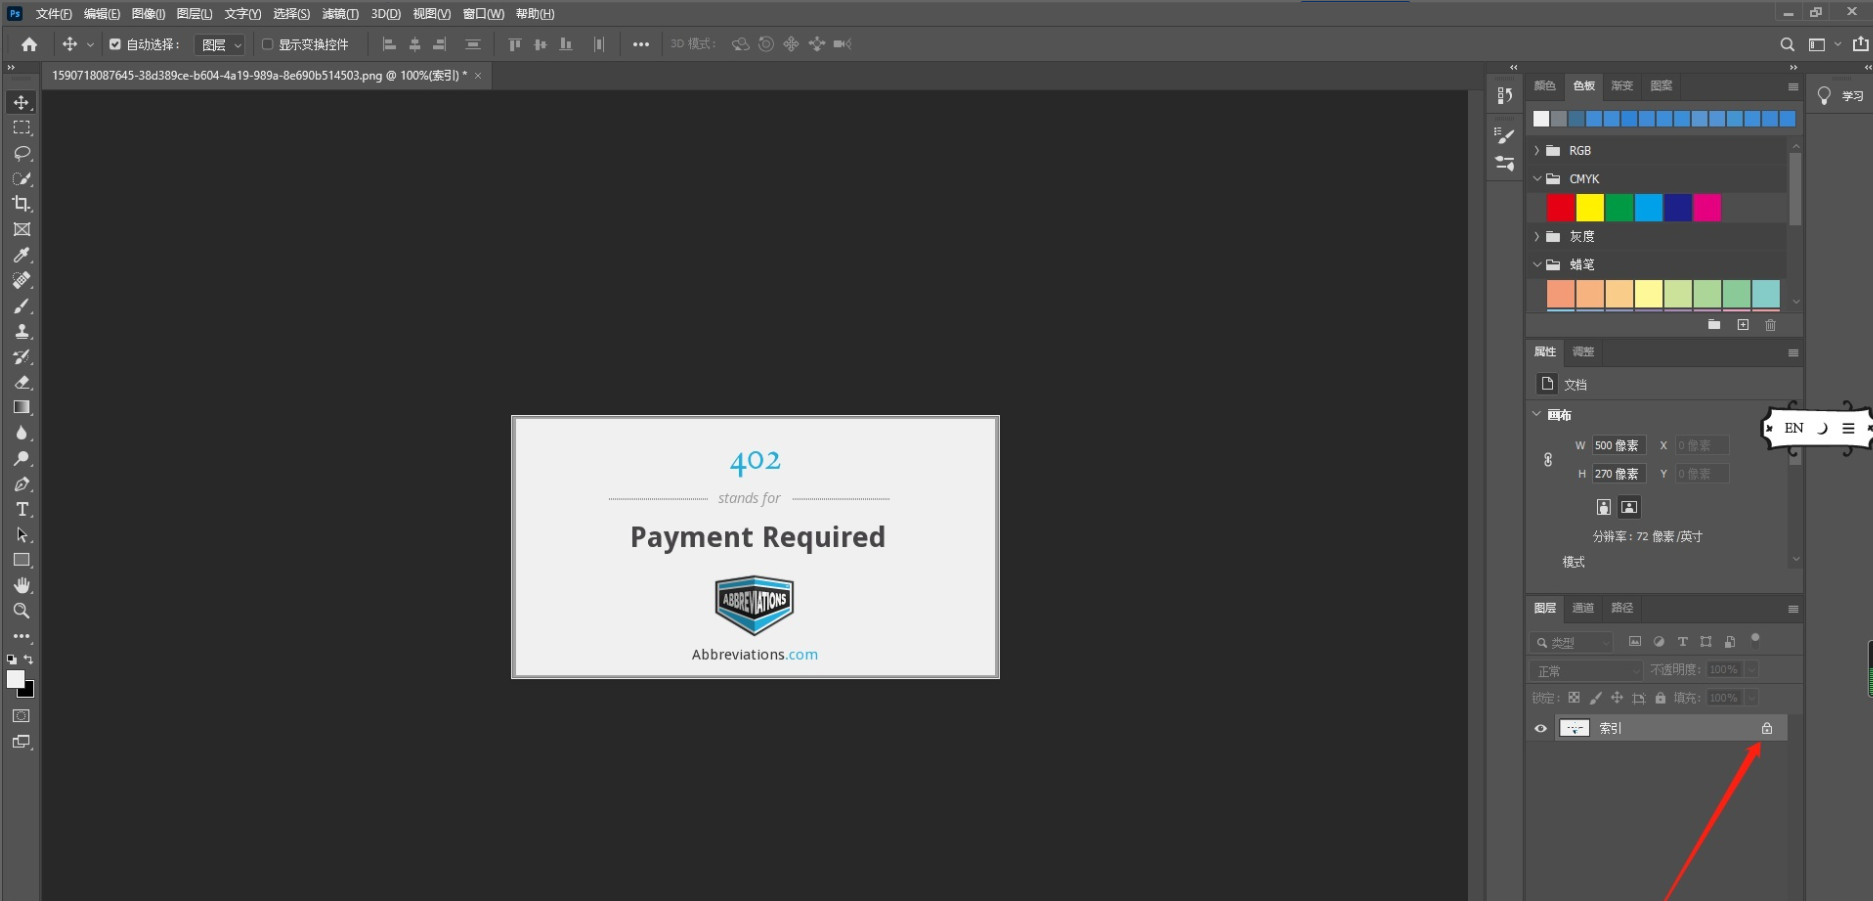 Ps 文件(F) 编辑(E) 图像(I) 图层(L) 文字(Y) 选择(S) 滤镜(T) 3D(D) 视图(V) 窗口(W) 帮助(H)
自动选择： 图层 显示变换控件 3D 模式：
1590718087645-38d389ce-b604-4a19-989a-8e690b514503.png @ 100%(索引) *
颜色 色板 渐变 图案
学习
RGB
CMYK
灰度
蜡笔
属性 调整
文档
画布
EN
W 500 像素 X 0 像素
H 270 像素 Y 0 像素
分辨率：72 像素/英寸
模式
图层 通道 路径
类型
正常 不透明度： 100%
锁定： 填充： 100%
索引
402
stands for
Payment Required
ABBREVIATIONS
Abbreviations.com